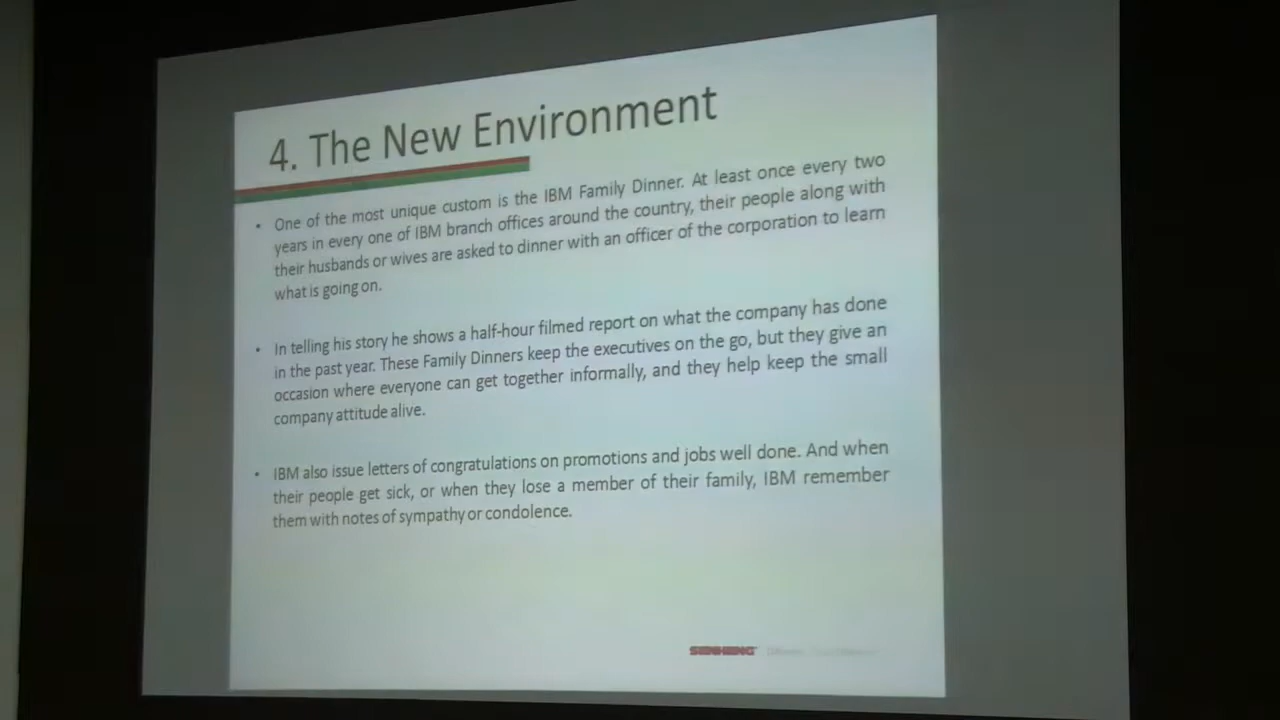 4. The New Environment
• One of the most unique custom is the IBM Family Dinner. At least once every two
years in every one of IBM branch offices around the country, their people along with
their husbands or wives are asked to dinner with an officer of the corporation to learn
what is going on.
• In telling his story he shows a half-hour filmed report on what the company has done
in the past year. These Family Dinners keep the executives on the go, but they give an
occasion where everyone can get together informally, and they help keep the small
company attitude alive.
• IBM also issue letters of congratulations on promotions and jobs well done. And when
their people get sick, or when they lose a member of their family, IBM remember
them with notes of sympathy or condolence.
SENHENG